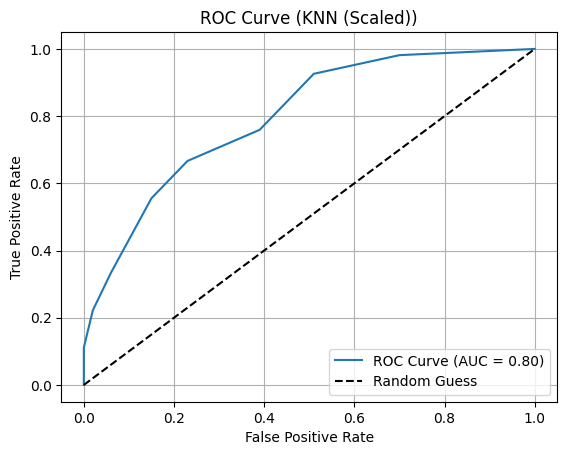 ROC Curve (KNN (Scaled))
True Positive Rate
1.0
0.8
0.6
0.4
0.2
0.0
ROC Curve (AUC = 0.80)
Random Guess
0.0 0.2 0.4 0.6 0.8 1.0
False Positive Rate